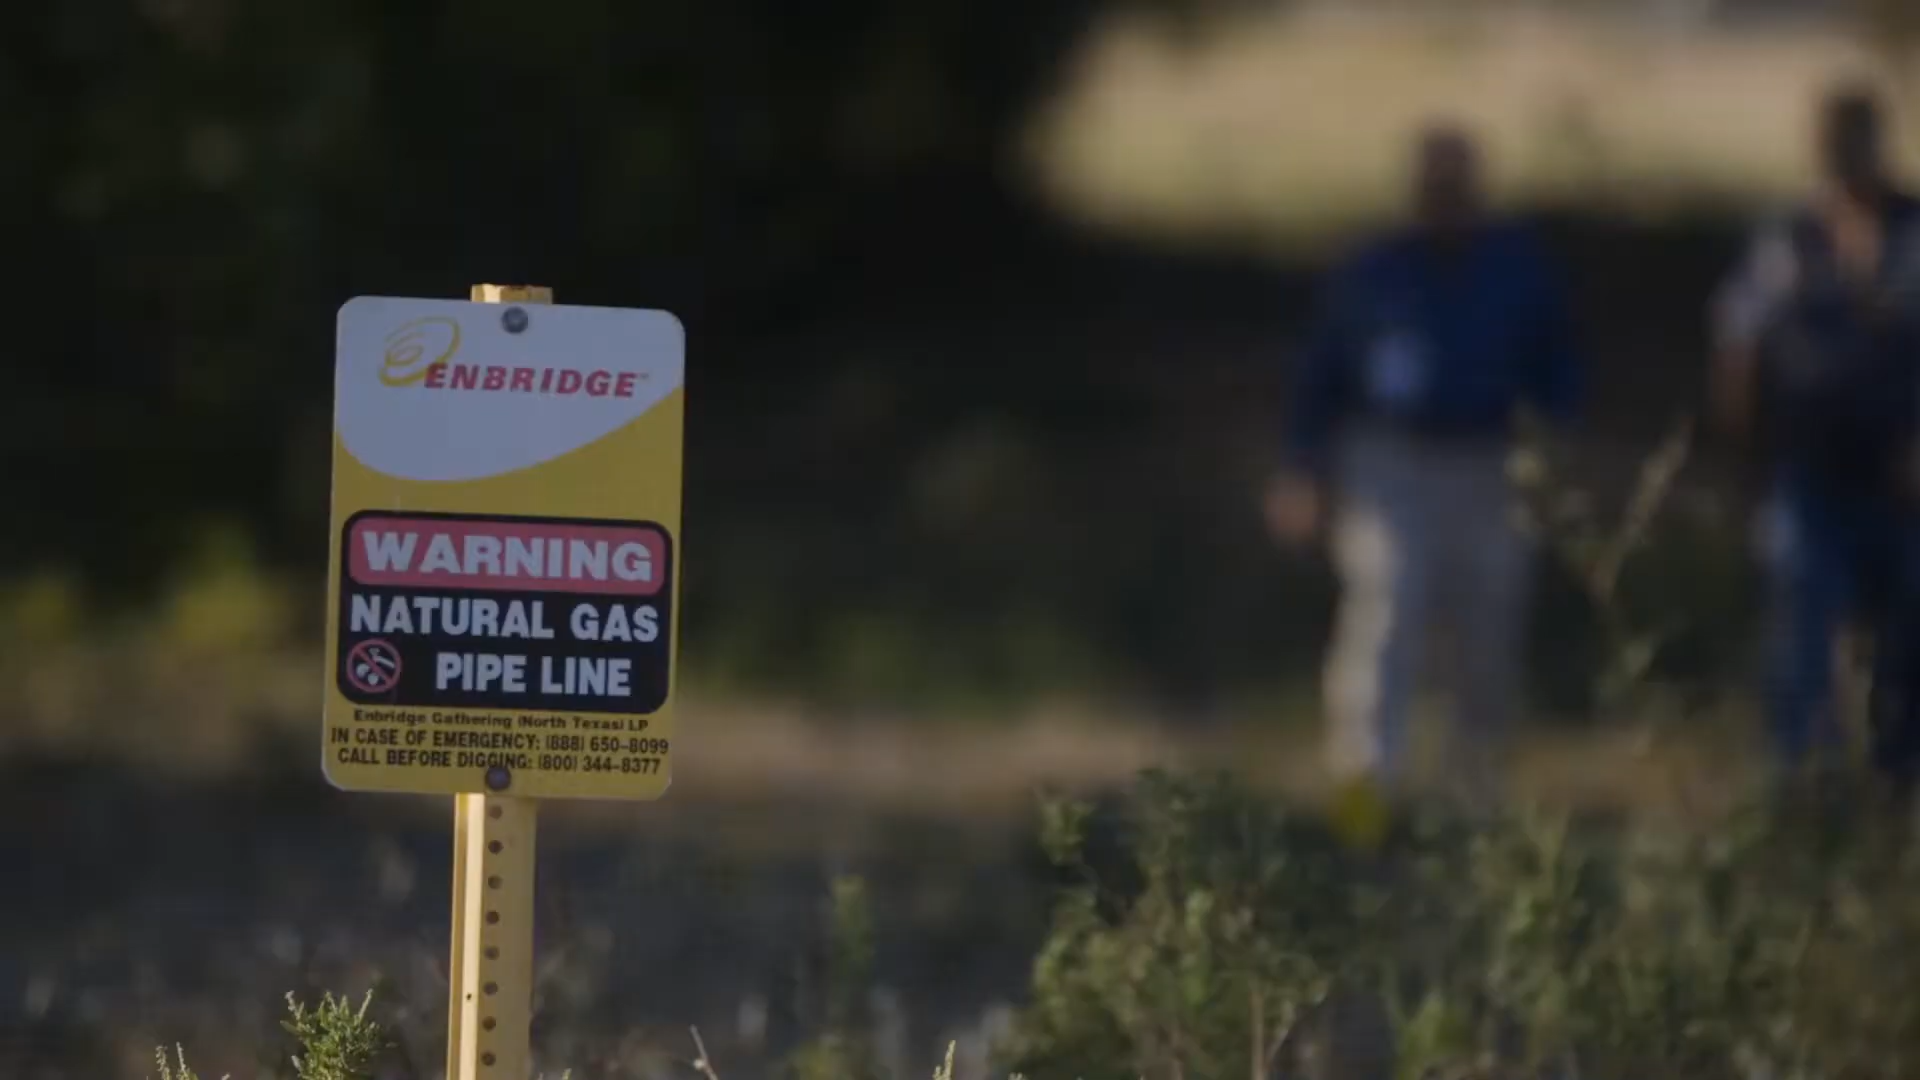 ENBRIDGE
WARNING
NATURAL GAS
PIPE LINE
Enbridge Gathering (North Texas) LP
IN CASE OF EMERGENCY: (888) 650-8099
CALL BEFORE DIGGING: (800) 344-8377